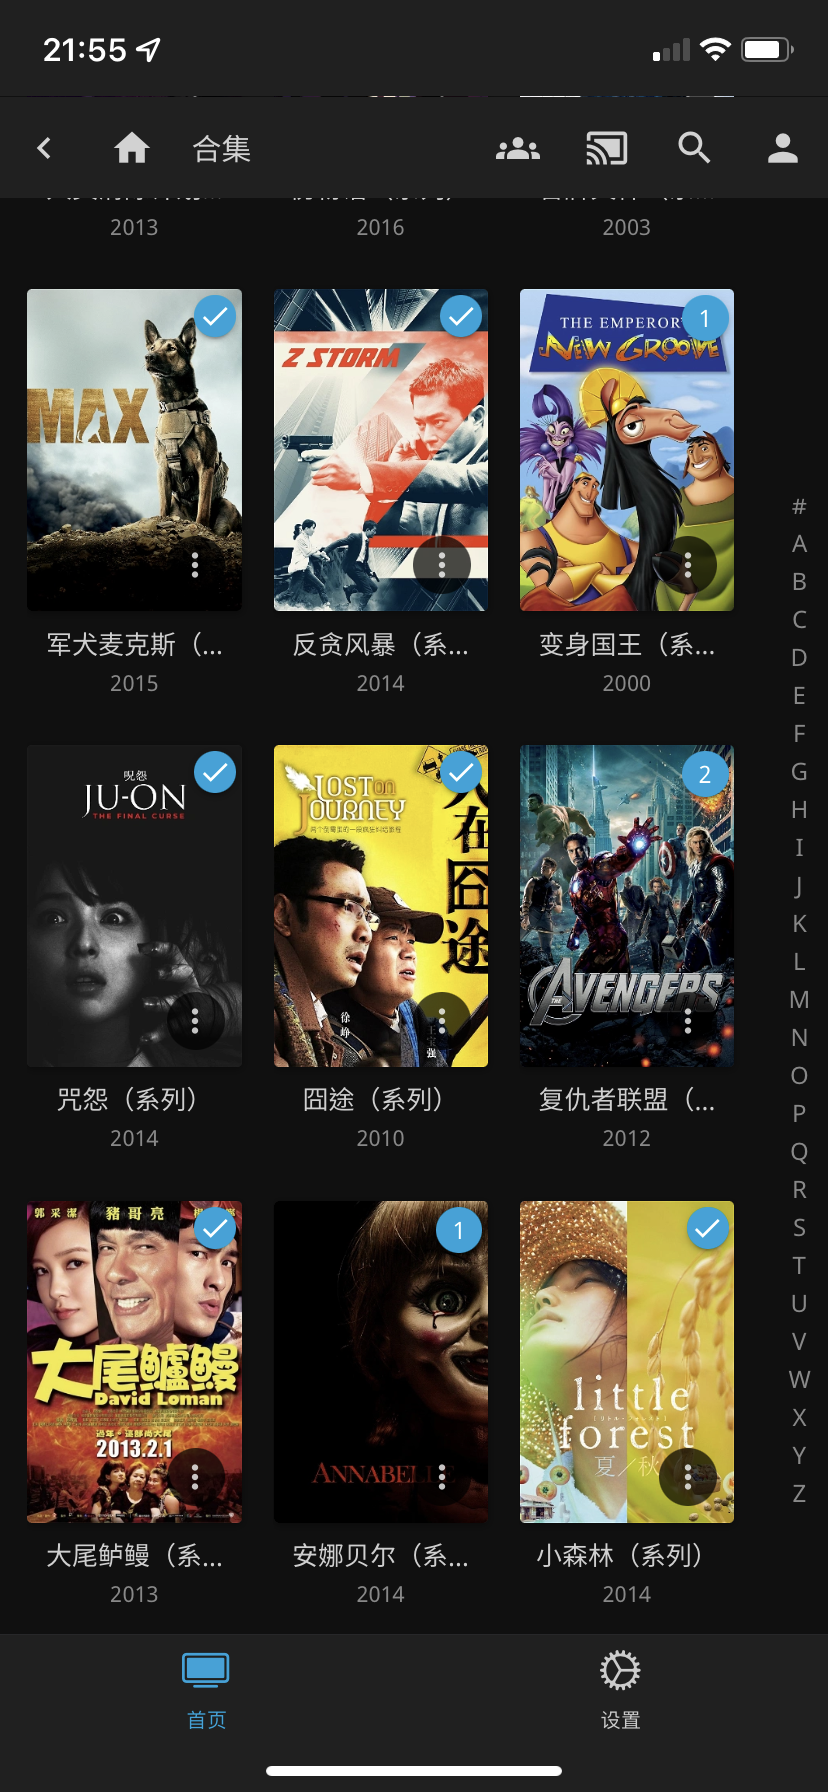 21:55
合集
2013
2016
2003
MAX
Z STORM
THE EMPEROR'
NEW GROOVE
1
军犬麦克斯（...
反贪风暴（系...
变身国王（系...
2015
2014
2000
呪怨
JU-ON
THE FINAL CURSE
LOST on
JOURNEY
人在囧途
徐峥
王宝强
2
THE AVENGERS
咒怨（系列）
囧途（系列）
复仇者联盟（...
2014
2010
2012
郭采潔
豬哥亮
大尾鱸鰻
David Loman
2013.2.1
1
ANNABELLE
little
forest
夏/秋
大尾鲈鳗（系...
安娜贝尔（系...
小森林（系列）
2013
2014
2014
#
A
B
C
D
E
F
G
H
I
J
K
L
M
N
O
P
Q
R
S
T
U
V
W
X
Y
Z
首页
设置